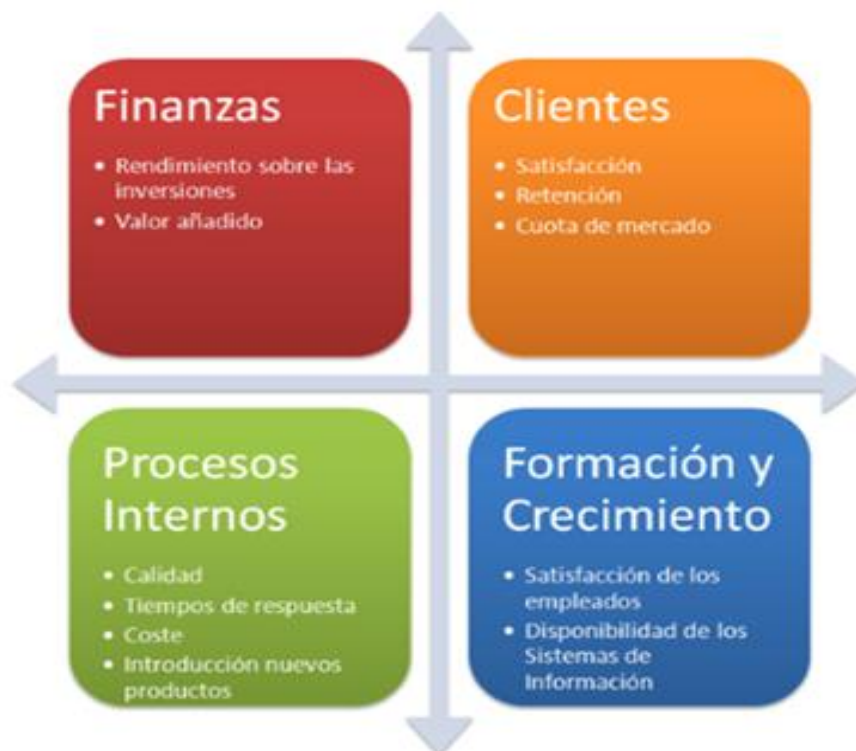 Finanzas
• Rendimiento sobre las
inversiones
• Valor añadido
Clientes
• Satisfacción
• Retención
• Cuota de mercado
Procesos
Internos
• Calidad
• Tiempos de respuesta
• Coste
• Introducción nuevos
productos
Formación y
Crecimiento
• Satisfacción de los
empleados
• Disponibilidad de los
Sistemas de
Información